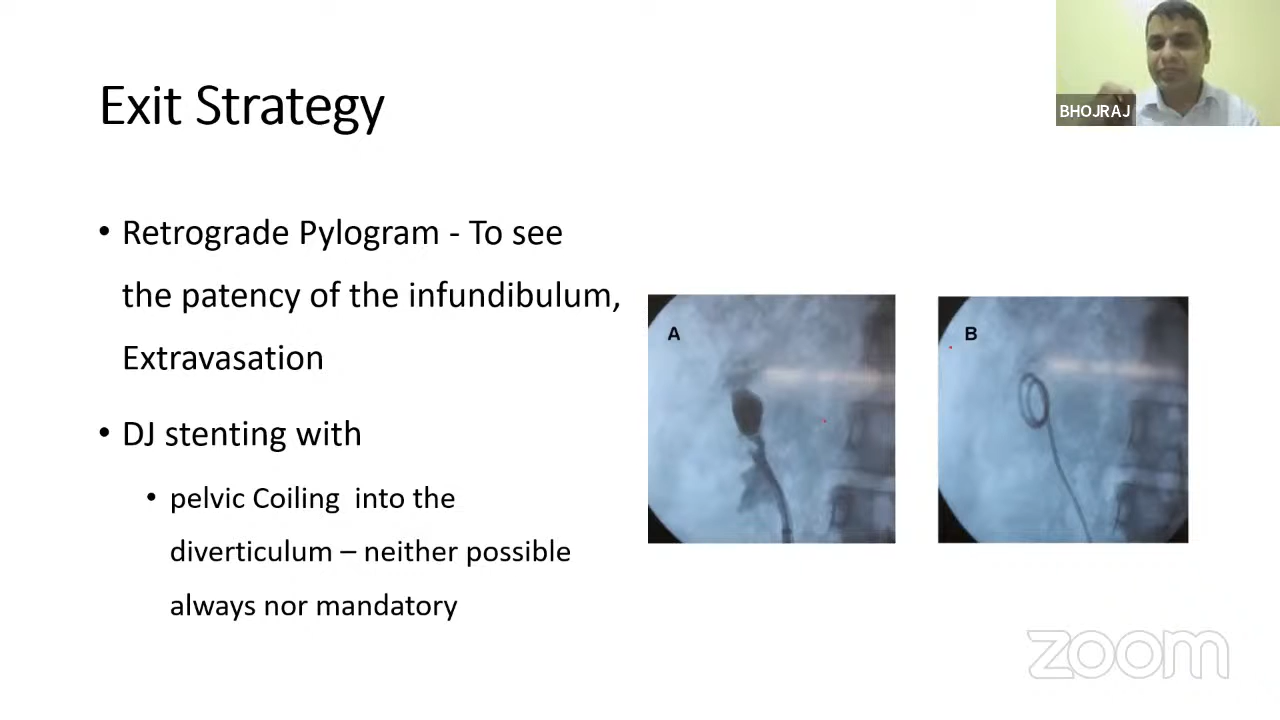 Exit Strategy
BHOJRAJ
• Retrograde Pylogram - To see
the patency of the infundibulum,
Extravasation
• DJ stenting with
• pelvic Coiling into the
diverticulum – neither possible
always nor mandatory
A
B
zoom